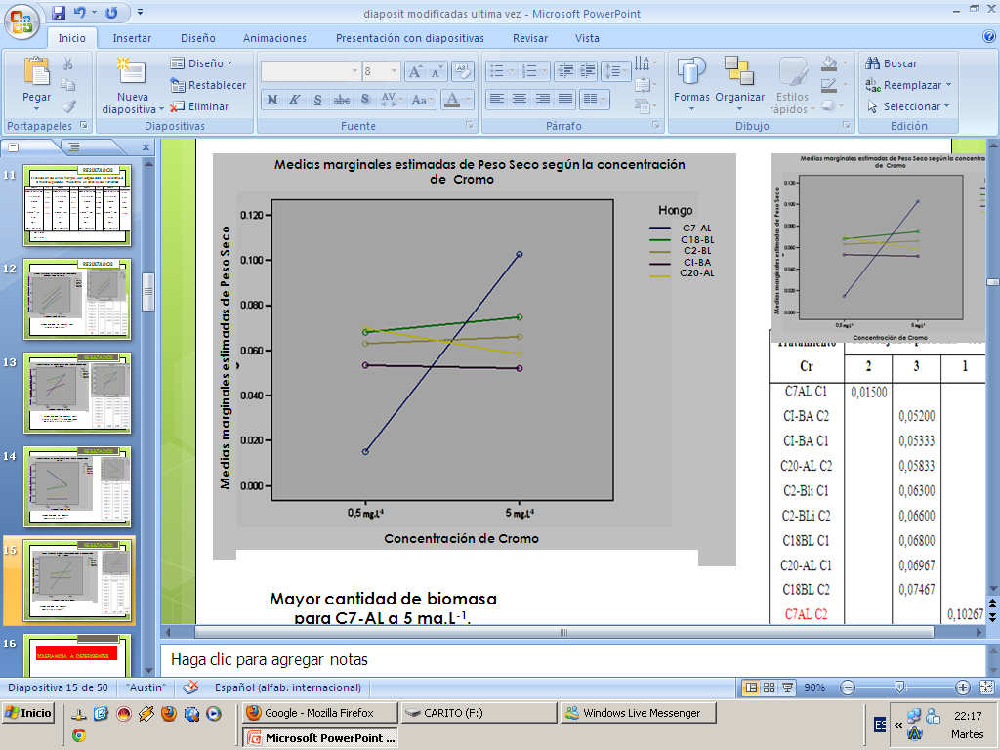 diaposit modificadas ultima vez - Microsoft PowerPoint
Inicio Insertar Diseño Animaciones Presentación con diapositivas Revisar Vista
Pegar
Portapapeles
Nueva
diapositiva
Diseño
Restablecer
Eliminar
Diapositivas
8
N K S abe S AV Aa A
Fuente
Párrafo
Formas
Organizar
Estilos
rápidos
Dibujo
Buscar
Reemplazar
Seleccionar
Edición
11
RESULTADOS
12
RESULTADOS
13
RESULTADOS
14
RESULTADOS
15
RESULTADOS
16
TOLERANCIA A DETERGENTES
Medias marginales estimadas de Peso Seco según la concentración
de Cromo
Medias marginales estimadas de Peso Seco
0.120
0.100
0.080
0.060
0.040
0.020
0.000
0,5 mg.L-1
5 mg.L-1
Concentración de Cromo
Hongo
C7-AL
C18-BL
C2-BL
CI-BA
C20-AL
Mayor cantidad de biomasa
para C7-AL a 5 mg.L-1.
Medias marginales estimadas de Peso Seco según la concentra
de Cromo
Medias marginales estimadas de Peso Seco
0.120
0.100
0.080
0.060
0.040
0.020
0.000
0,5 mg.L-1
5 mg.L-1
Concentración de Cromo
Tratamiento
Cr 2 3 1
C7AL C1 0,01500
CI-BA C2 0,05200
CI-BA C1 0,05333
C20-AL C2 0,05833
C2-Bli C1 0,06300
C2-BLi C2 0,06600
C18BL C1 0,06800
C20-AL C1 0,06967
C18BL C2 0,07467
C7AL C2 0,10267
Haga clic para agregar notas
Diapositiva 15 de 50 "Austin" Español (alfab. internacional) 90%
Inicio
Google - Mozilla Firefox
CARITO (F:)
Windows Live Messenger
Microsoft PowerPoint ...
ES
22:17
Martes